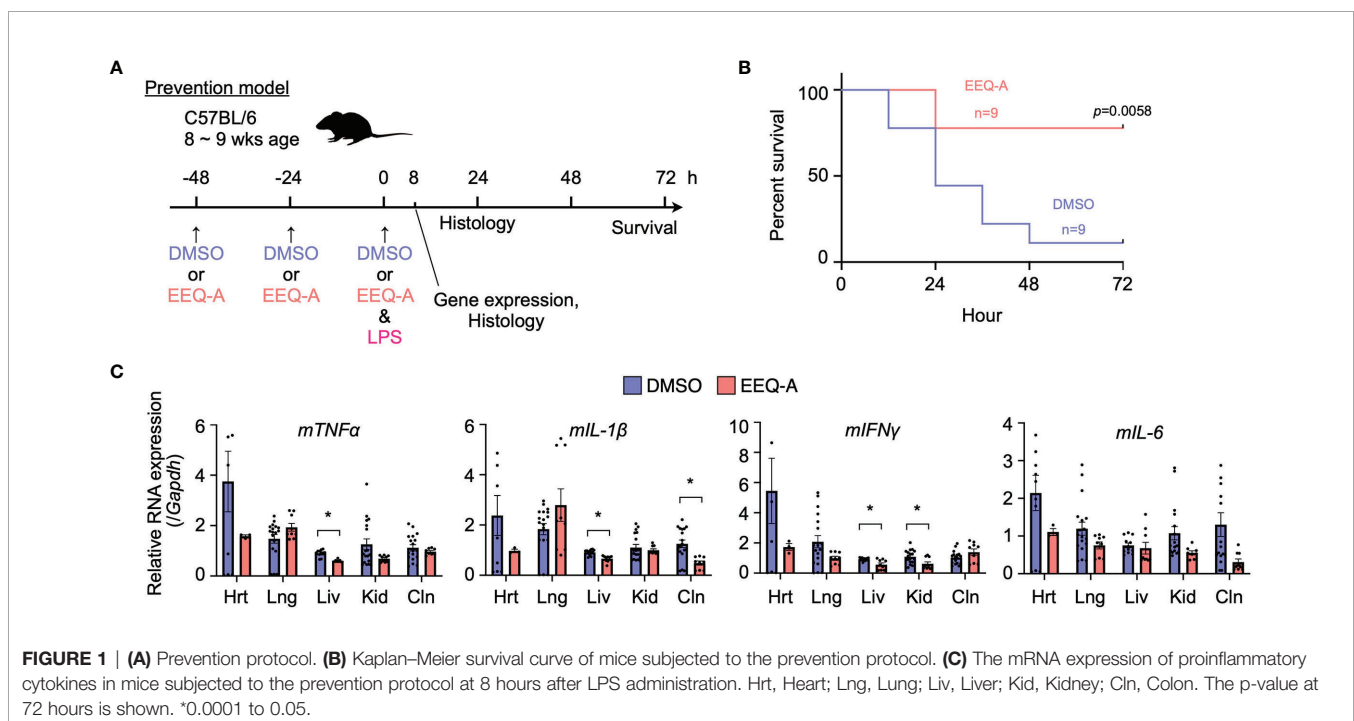 A
Prevention model
C57BL/6
8 ~ 9 wks age
-48 -24 0 8 24 48 72 h
Histology Survival
↑ ↑ ↑
DMSO DMSO DMSO
or or or
EEQ-A EEQ-A EEQ-A
&
LPS
Gene expression,
Histology
B
Percent survival
100
50
0
EEQ-A
n=9
p=0.0058
DMSO
n=9
0 24 48 72
Hour
C
DMSO EEQ-A
Relative RNA expression
(/Gapdh)
mTNFα
6
4
2
0
*
Hrt Lng Liv Kid Cln
mIL-1β
6
4
2
0
* *
Hrt Lng Liv Kid Cln
mIFNγ
10
8
6
4
2
0
* *
Hrt Lng Liv Kid Cln
mIL-6
4
3
2
1
0
Hrt Lng Liv Kid Cln
FIGURE 1 | (A) Prevention protocol. (B) Kaplan–Meier survival curve of mice subjected to the prevention protocol. (C) The mRNA expression of proinflammatory
cytokines in mice subjected to the prevention protocol at 8 hours after LPS administration. Hrt, Heart; Lng, Lung; Liv, Liver; Kid, Kidney; Cln, Colon. The p-value at
72 hours is shown. *0.0001 to 0.05.